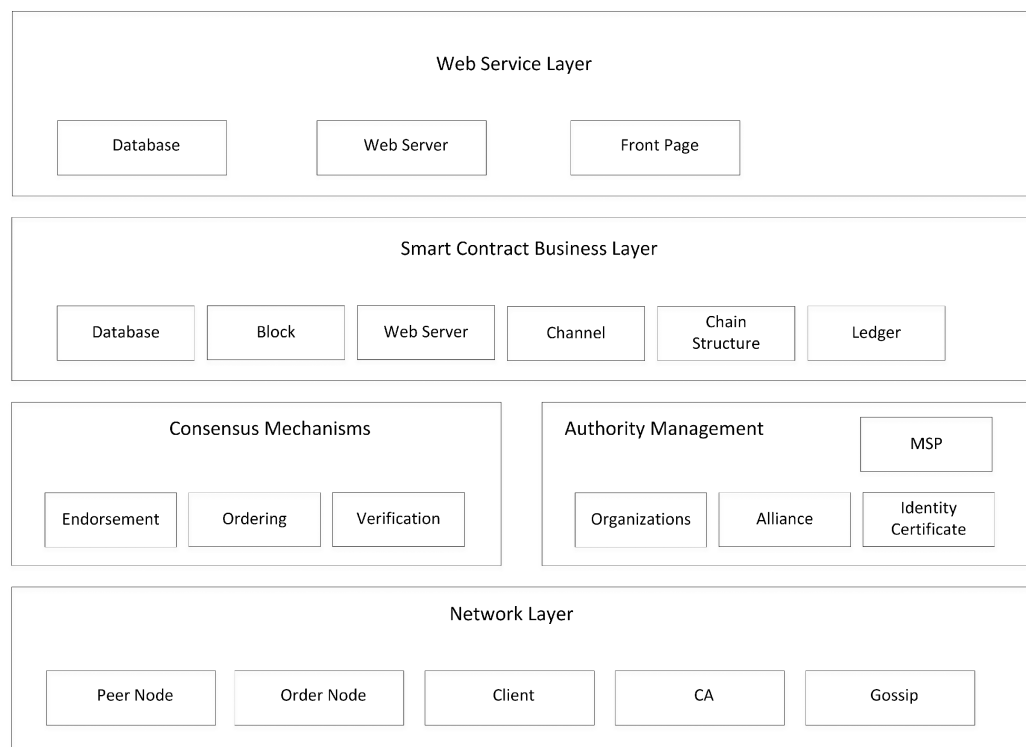 Web Service Layer
Database
Web Server
Front Page
Smart Contract Business Layer
Database
Block
Web Server
Channel
Chain
Structure
Ledger
Consensus Mechanisms
Endorsement
Ordering
Verification
Authority Management
MSP
Organizations
Alliance
Identity
Certificate
Network Layer
Peer Node
Order Node
Client
CA
Gossip